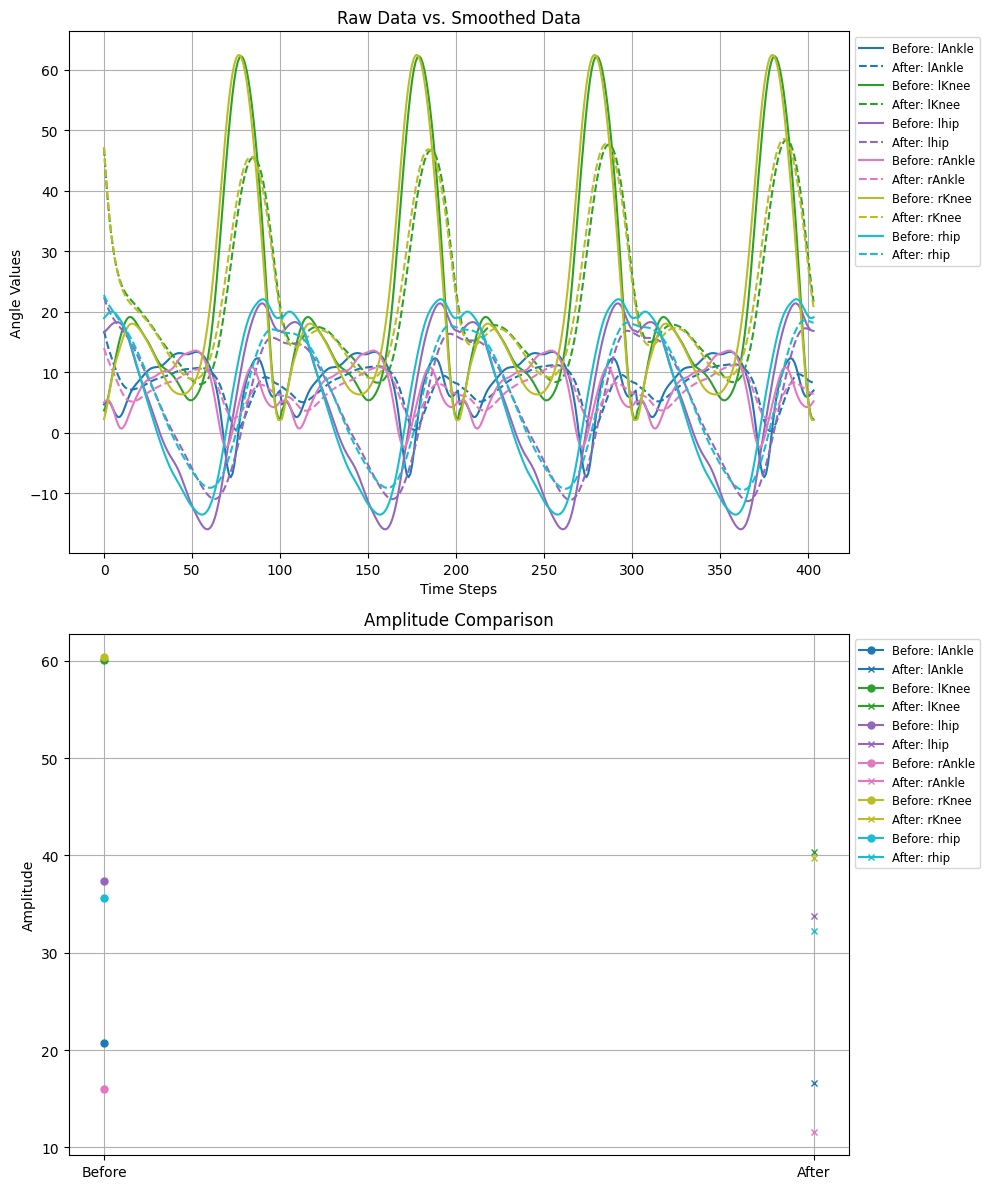 Raw Data vs. Smoothed Data
Angle Values
60
50
40
30
20
10
0
−10
0
50
100
150
200
250
300
350
400
Time Steps
Before: lAnkle
After: lAnkle
Before: lKnee
After: lKnee
Before: lhip
After: lhip
Before: rAnkle
After: rAnkle
Before: rKnee
After: rKnee
Before: rhip
After: rhip
Amplitude Comparison
Amplitude
60
50
40
30
20
10
Before
After
Before: lAnkle
After: lAnkle
Before: lKnee
After: lKnee
Before: lhip
After: lhip
Before: rAnkle
After: rAnkle
Before: rKnee
After: rKnee
Before: rhip
After: rhip